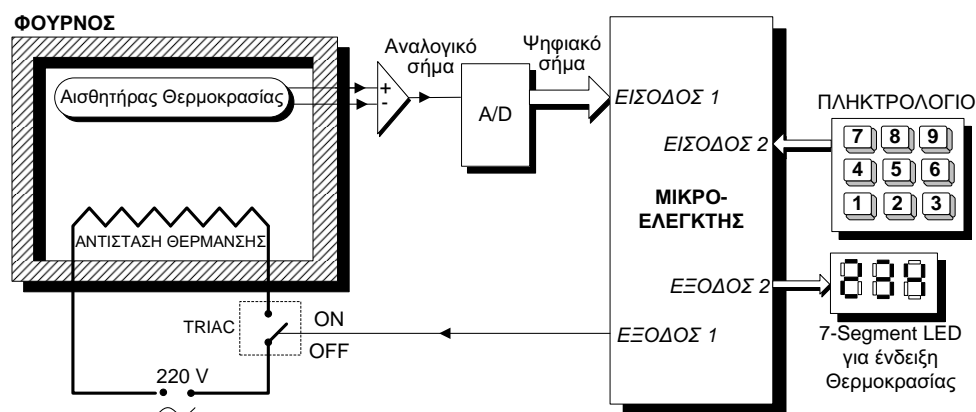 ΦΟΥΡΝΟΣ
Αισθητήρας Θερμοκρασίας
+
-
Αναλογικό
σήμα
A/D
Ψηφιακό
σήμα
ΕΙΣΟΔΟΣ 1
ΕΙΣΟΔΟΣ 2
ΜΙΚΡΟ-
ΕΛΕΓΚΤΗΣ
ΕΞΟΔΟΣ 2
ΕΞΟΔΟΣ 1
ΠΛΗΚΤΡΟΛΟΓΙΟ
7 8 9
4 5 6
1 2 3
7-Segment LED
για ένδειξη
Θερμοκρασίας
ΑΝΤΙΣΤΑΣΗ ΘΕΡΜΑΝΣΗΣ
TRIAC
ON
OFF
220 V